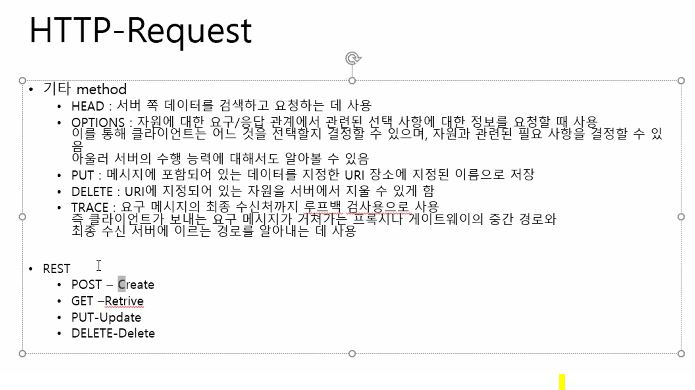 HTTP-Request
• 기타 method
• HEAD : 서버 쪽 데이터를 검색하고 요청하는 데 사용
• OPTIONS : 자원에 대한 요구/응답 관계에서 관련된 선택 사항에 대한 정보를 요청할 때 사용
이를 통해 클라이언트는 어느 것을 선택할지 결정할 수 있으며, 자원과 관련된 필요 사항을 결정할 수 있
음
아울러 서버의 수행 능력에 대해서도 알아볼 수 있음
• PUT : 메시지에 포함되어 있는 데이터를 지정한 URI 장소에 지정된 이름으로 저장
• DELETE : URI에 지정되어 있는 자원을 서버에서 지울 수 있게 함
• TRACE : 요구 메시지의 최종 수신처까지 루프백 검사용으로 사용
즉 클라이언트가 보내는 요구 메시지가 거쳐가는 프록시나 게이트웨이의 중간 경로와
최종 수신 서버에 이르는 경로를 알아내는 데 사용
• REST
• POST – Create
• GET –Retrive
• PUT-Update
• DELETE-Delete